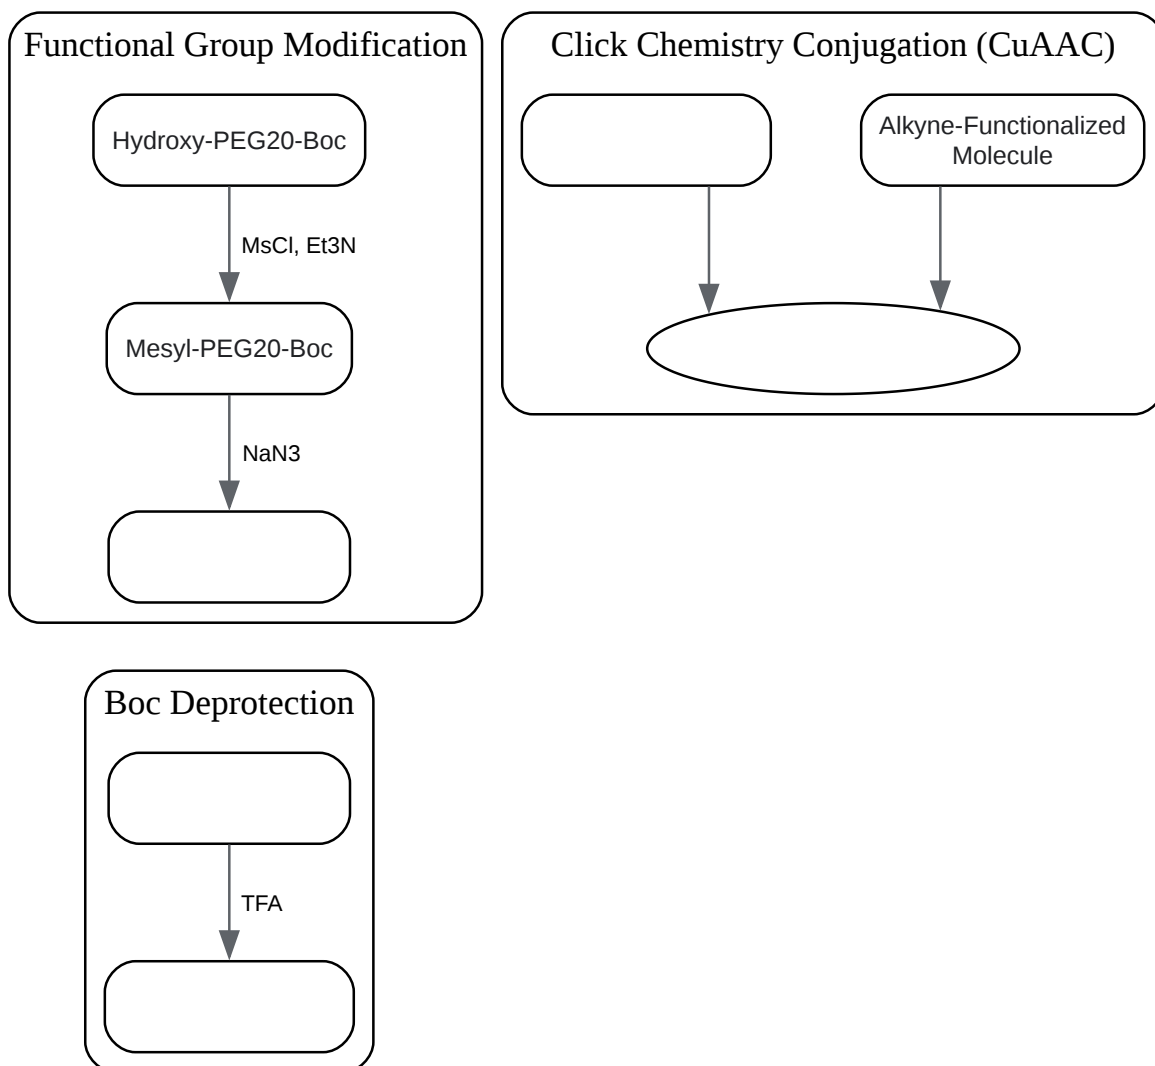 Functional Group Modification
Hydroxy-PEG20-Boc
MsCl, Et3N
Mesyl-PEG20-Boc
NaN3
Click Chemistry Conjugation (CuAAC)
Alkyne-Functionalized
Molecule
Boc Deprotection
TFA